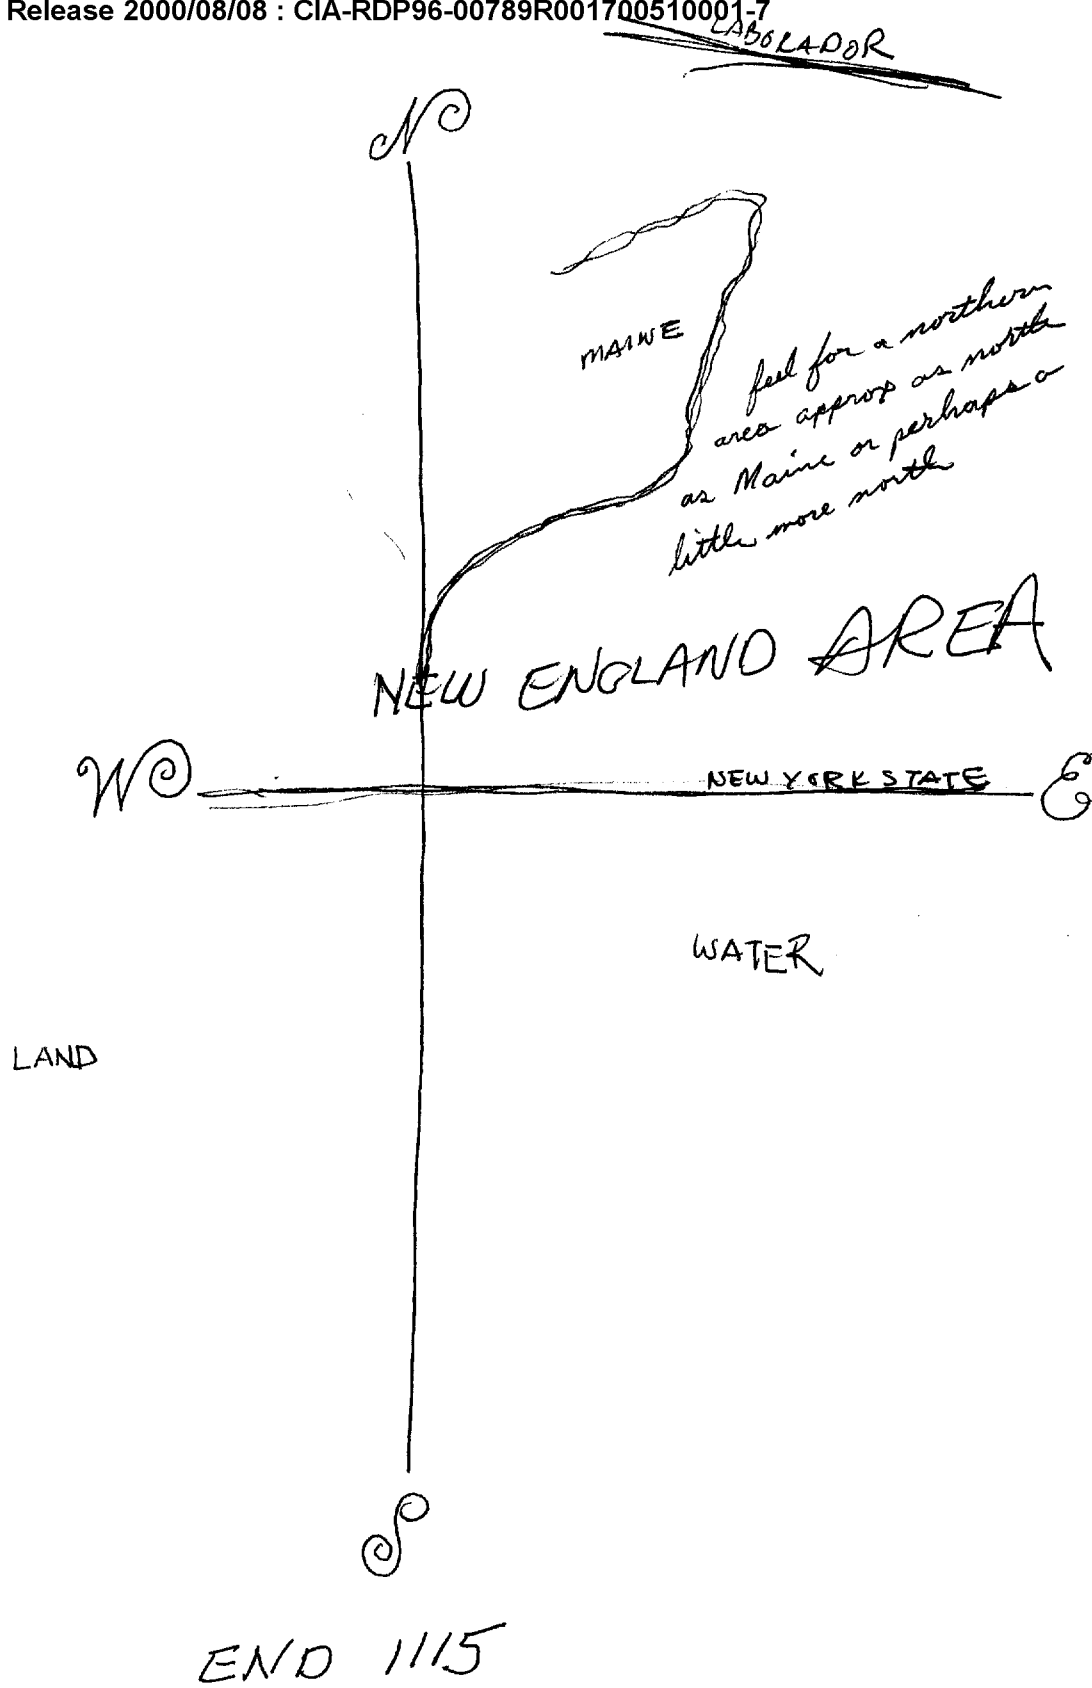 Release 2000/08/08 : CIA-RDP96-00789R001700510001-7
LABORADOR
N
MAINE
feel for a northern
area approx as north
as Maine or perhaps a
little more north
NEW ENGLAND AREA
W
NEW YORK STATE
E
WATER
LAND
S
END 1115